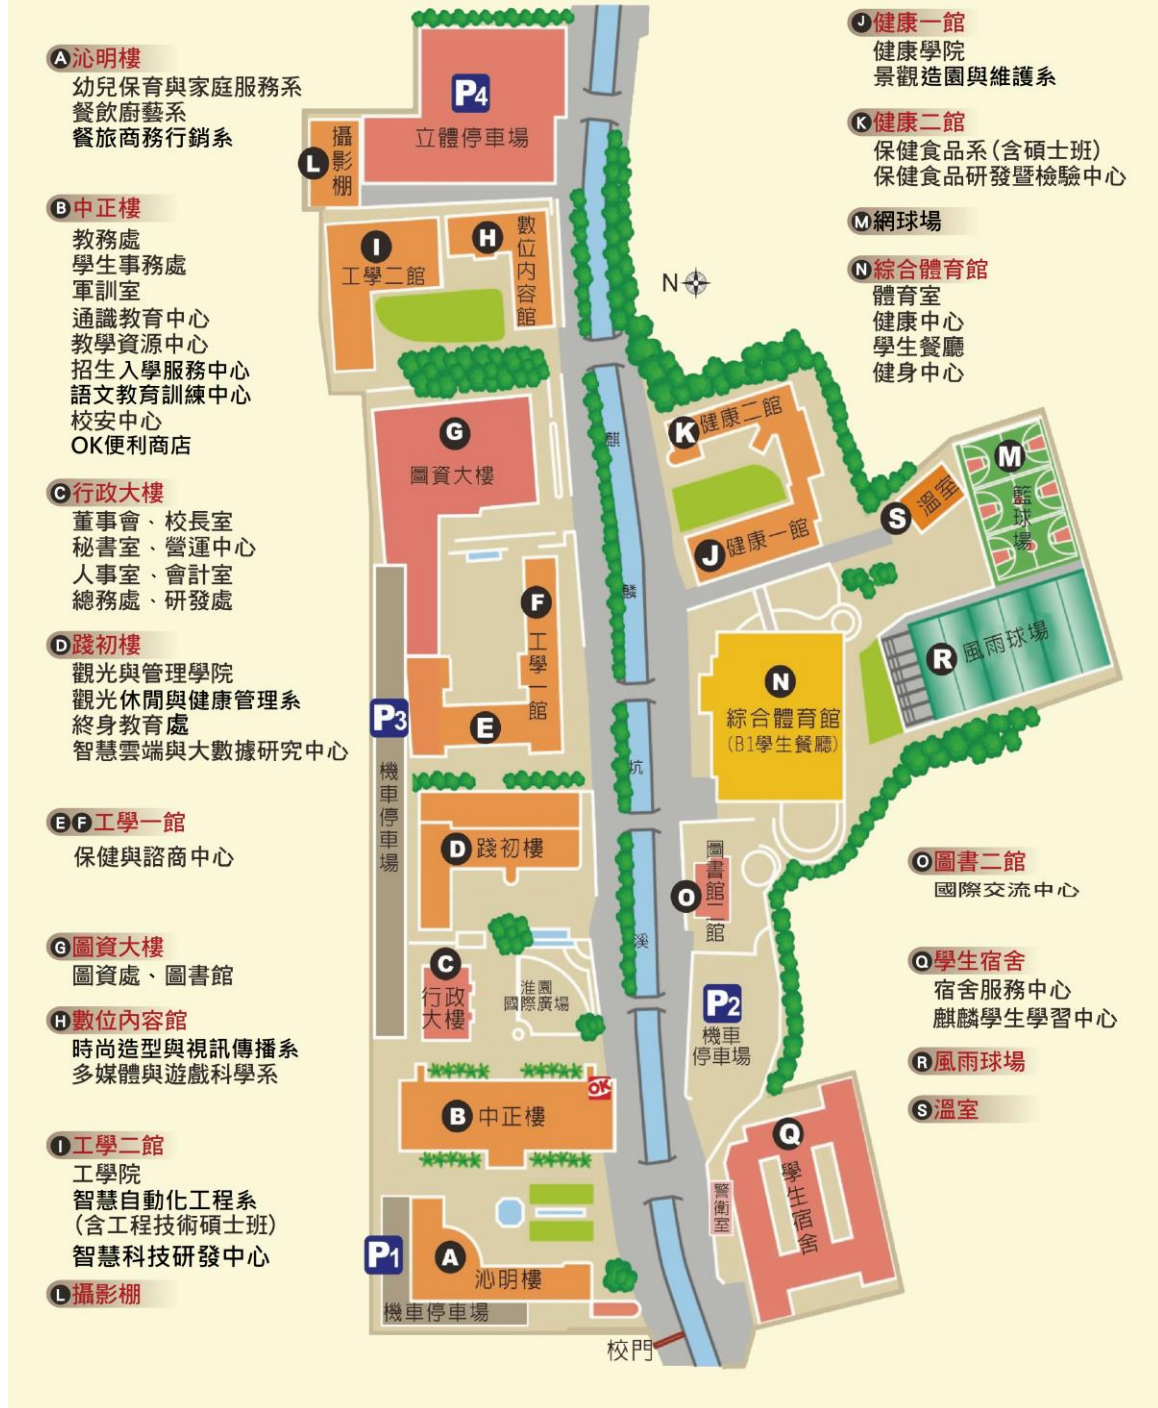 A沁明樓
幼兒保育與家庭服務系
餐飲廚藝系
餐旅商務行銷系
B中正樓
教務處
學生事務處
軍訓室
通識教育中心
教學資源中心
招生入學服務中心
語文教育訓練中心
校安中心
OK便利商店
C行政大樓
董事會、校長室
秘書室、營運中心
人事室、會計室
總務處、研發處
D踐初樓
觀光與管理學院
觀光休閒與健康管理系
終身教育處
智慧雲端與大數據研究中心
EF工學一館
保健與諮商中心
G圖資大樓
圖資處、圖書館
H數位內容館
時尚造型與視訊傳播系
多媒體與遊戲科學系
I工學二館
工學院
智慧自動化工程系
(含工程技術碩士班)
智慧科技研發中心
L攝影棚
P4
立體停車場
L
攝影棚
I
工學二館
H
數位內容館
N
G
圖資大樓
F
工學一館
E
P3
機車停車場
D
踐初樓
C
行政
大樓
淮園
國際廣場
B
中正樓
OK
P1
A
沁明樓
機車停車場
校門
麒
麟
坑
溪
K
健康二館
J
健康一館
S
溫室
M
籃球場
R
風雨球場
N
綜合體育館
(B1學生餐廳)
O
圖書館二館
P2
機車
停車場
Q
學生宿舍
警衛室
J健康一館
健康學院
景觀造園與維護系
K健康二館
保健食品系(含碩士班)
保健食品研發暨檢驗中心
M網球場
N綜合體育館
體育室
健康中心
學生餐廳
健身中心
O圖書二館
國際交流中心
Q學生宿舍
宿舍服務中心
麒麟學生學習中心
R風雨球場
S溫室